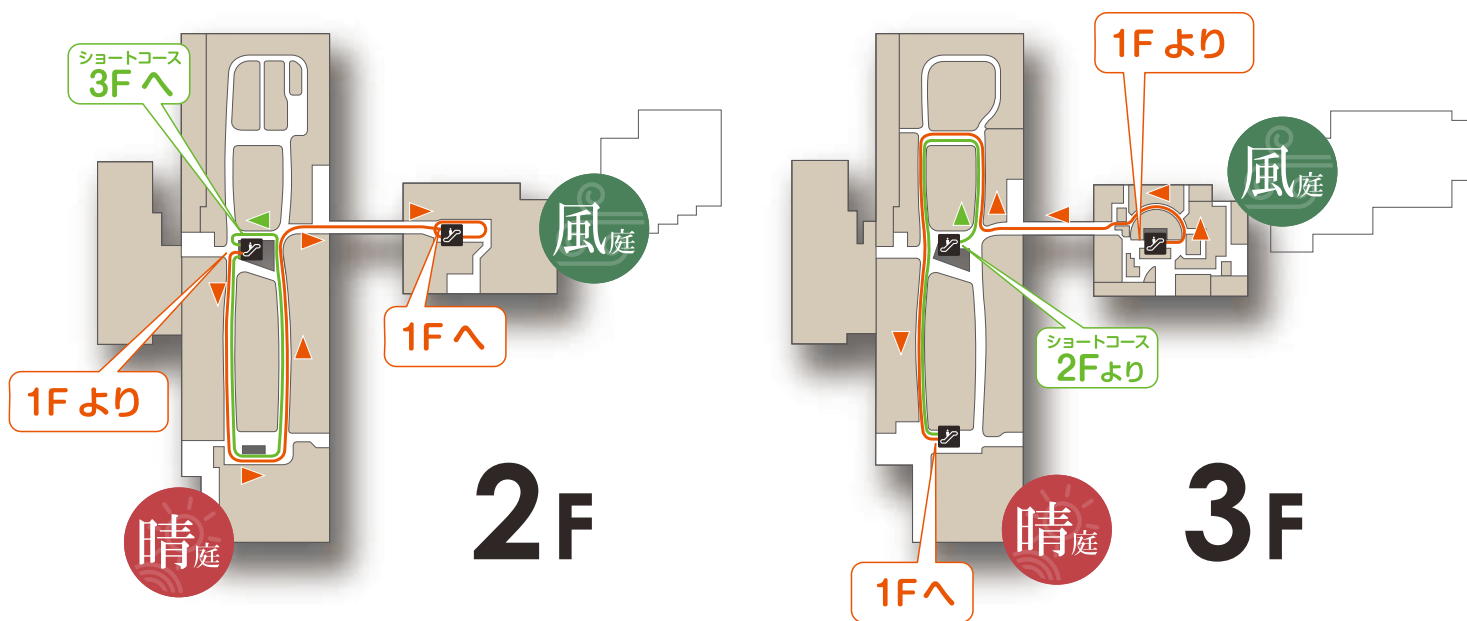 ショートコース
3F へ
風庭
1F へ
1F より
晴庭
2F
1F より
風庭
ショートコース
2Fより
晴庭
3F
1F へ